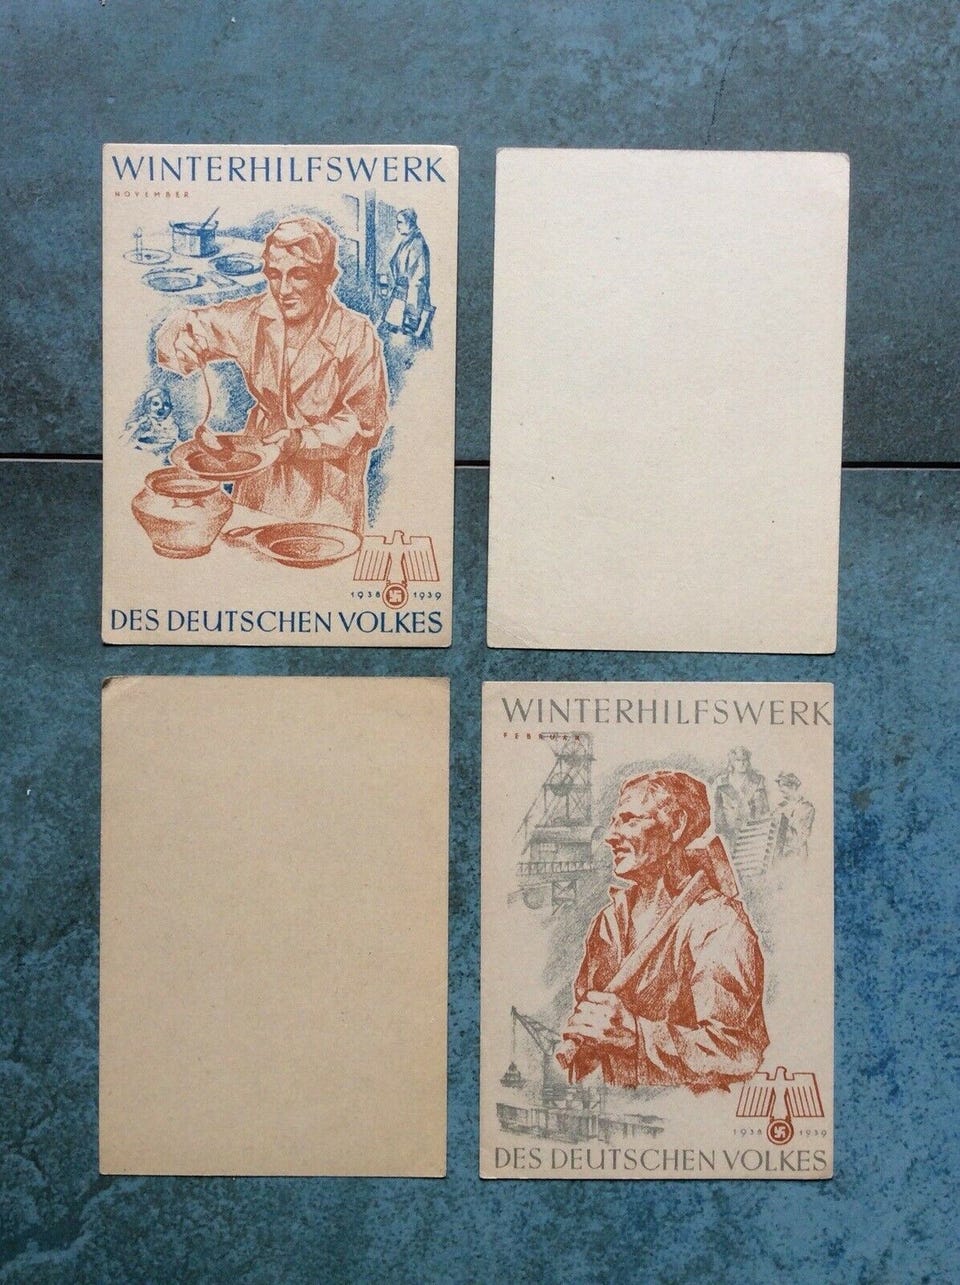 WINTERHILFSWERK
NOVEMBER
1938 1939
DES DEUTSCHEN VOLKES
WINTERHILFSWERK
FEBRUAR
1938 1939
DES DEUTSCHEN VOLKES